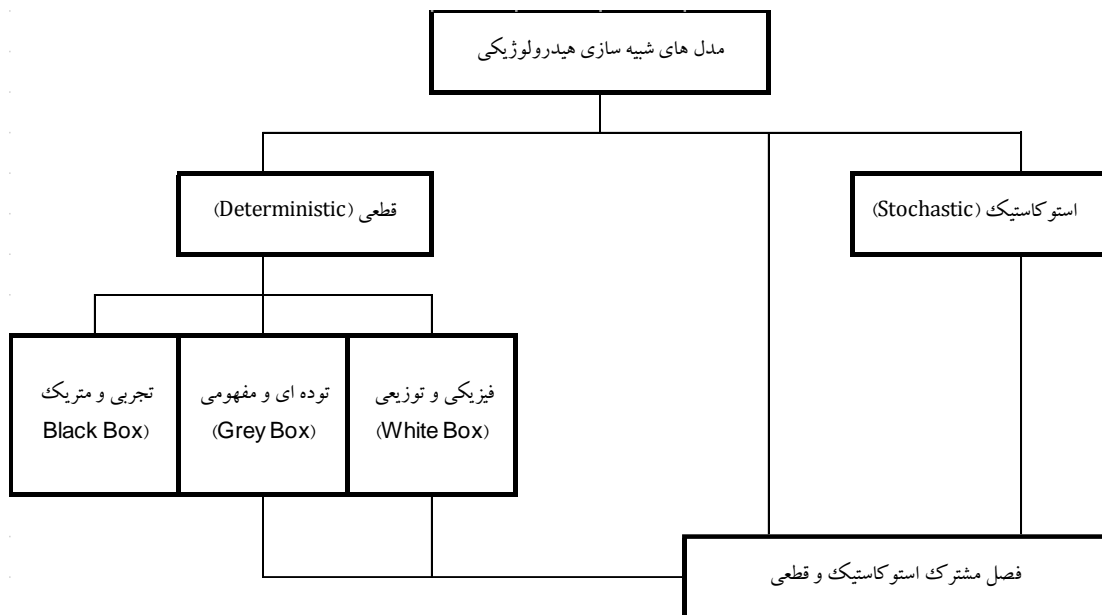 مدل های شبیه سازی هیدرولوژیکی
استوکاستیک (Stochastic)
قطعی (Deterministic)
فیزیکی و توزیعی
(White Box)
توده ای و مفهومی
(Grey Box)
تجربی و متریک
Black Box)
فصل مشترک استوکاستیک و قطعی